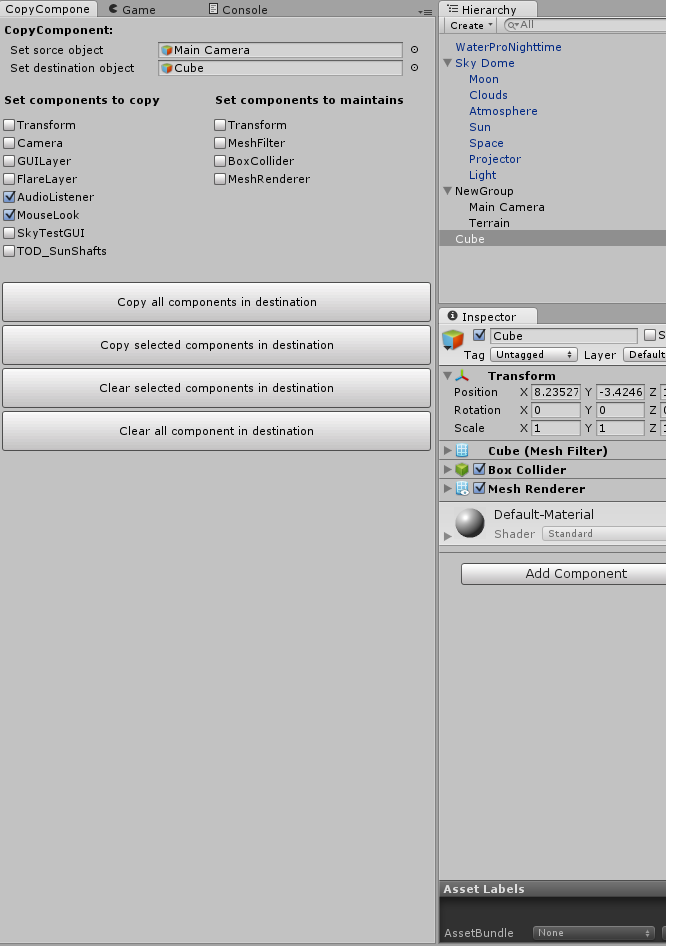 CopyCompone
Game
Console
CopyComponent:
Set sorce object
Main Camera
Set destination object
Cube
Set components to copy
Set components to maintains
Transform
Camera
GUILayer
FlareLayer
AudioListener
MouseLook
SkyTestGUI
TOD_SunShafts
Transform
MeshFilter
BoxCollider
MeshRenderer
Copy all components in destination
Copy selected components in destination
Clear selected components in destination
Clear all component in destination
Hierarchy
Create
All
WaterProNighttime
Sky Dome
Moon
Clouds
Atmosphere
Sun
Space
Projector
Light
NewGroup
Main Camera
Terrain
Cube
Inspector
Cube
S
Tag Untagged Layer Default
Transform
Position X 8.23527 Y -3.4246 Z 1
Rotation X 0 Y 0 Z 0
Scale X 1 Y 1 Z 1
Cube (Mesh Filter)
Box Collider
Mesh Renderer
Default-Material
Shader Standard
Add Component
Asset Labels
AssetBundle None